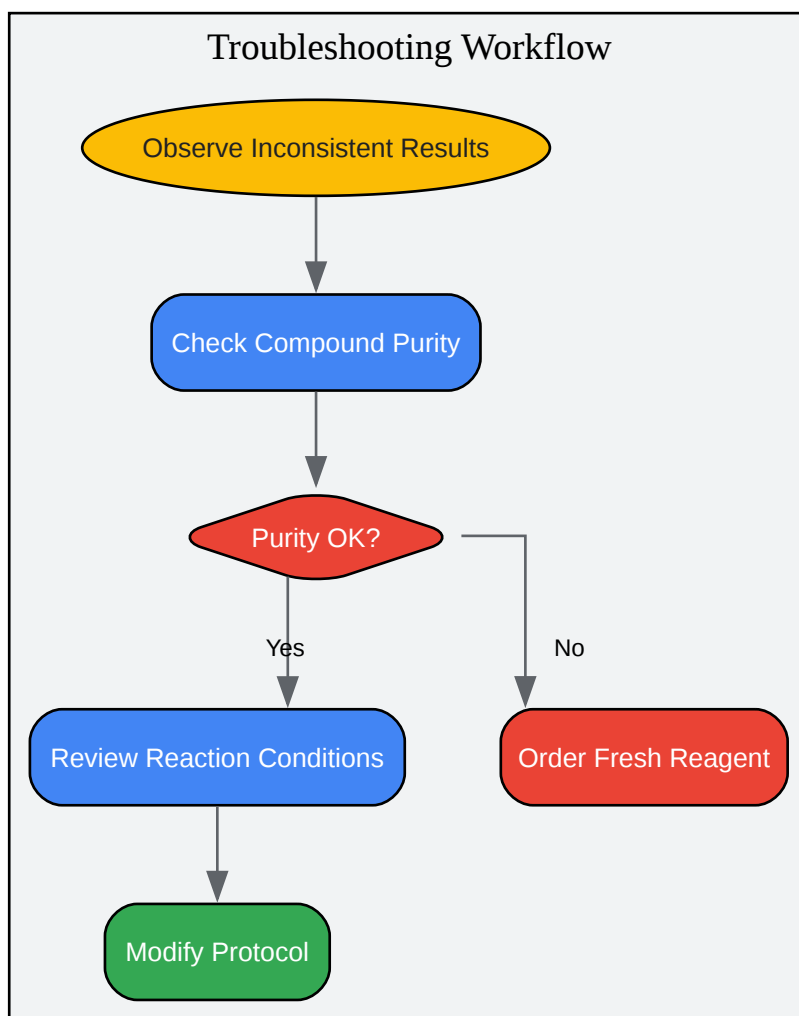 Troubleshooting Workflow
Observe Inconsistent Results
Check Compound Purity
Purity OK?
Yes
No
Review Reaction Conditions
Order Fresh Reagent
Modify Protocol